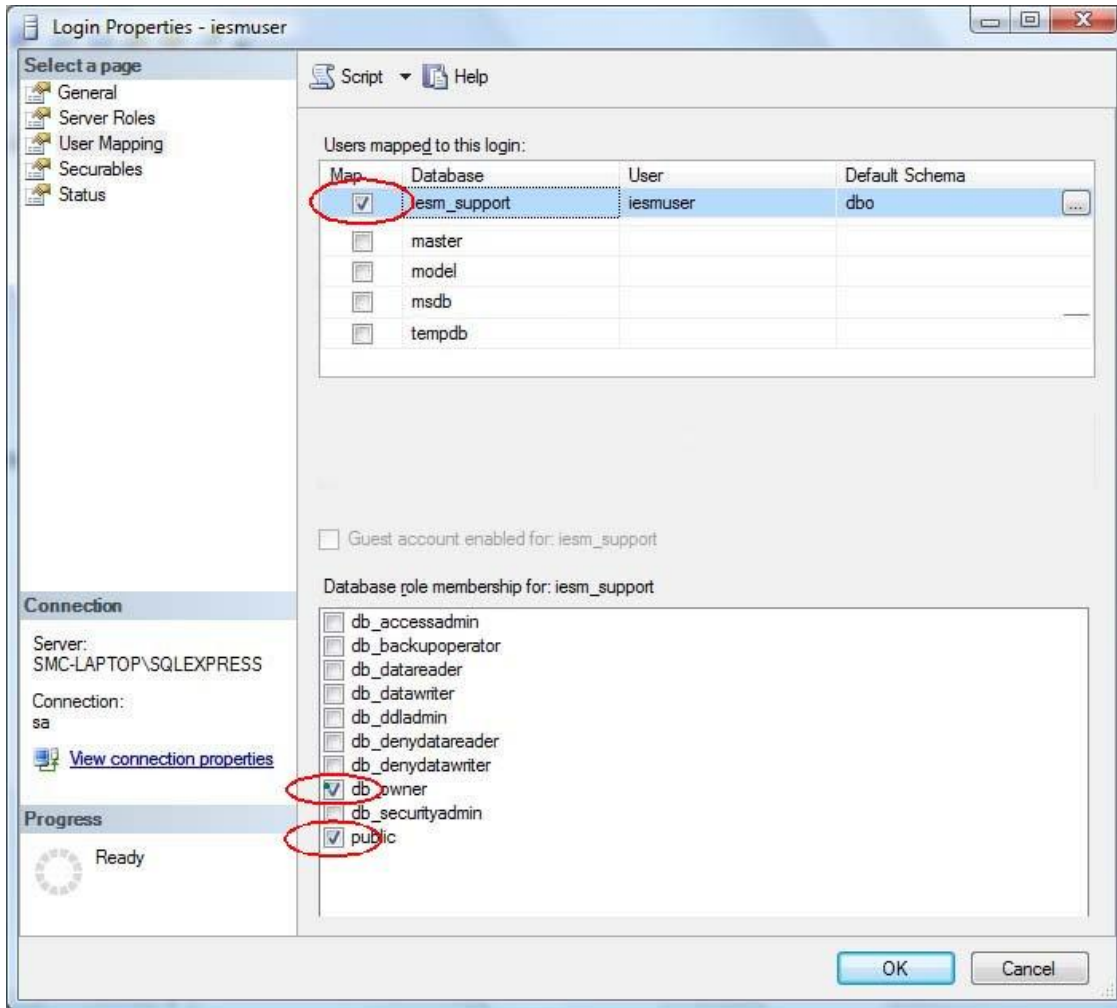 Login Properties - iesmuser
Select a page
General
Server Roles
User Mapping
Securables
Status
Script
Help
Users mapped to this login:
Map Database User Default Schema
iesm_support iesmuser dbo ...
master
model
msdb
tempdb
Guest account enabled for: iesm_support
Database role membership for: iesm_support
db_accessadmin
db_backupoperator
db_datareader
db_datawriter
db_ddladmin
db_denydatareader
db_denydatawriter
db_owner
db_securityadmin
public
Connection
Server:
SMC-LAPTOP\SQLEXPRESS
Connection:
sa
View connection properties
Progress
Ready
OK
Cancel